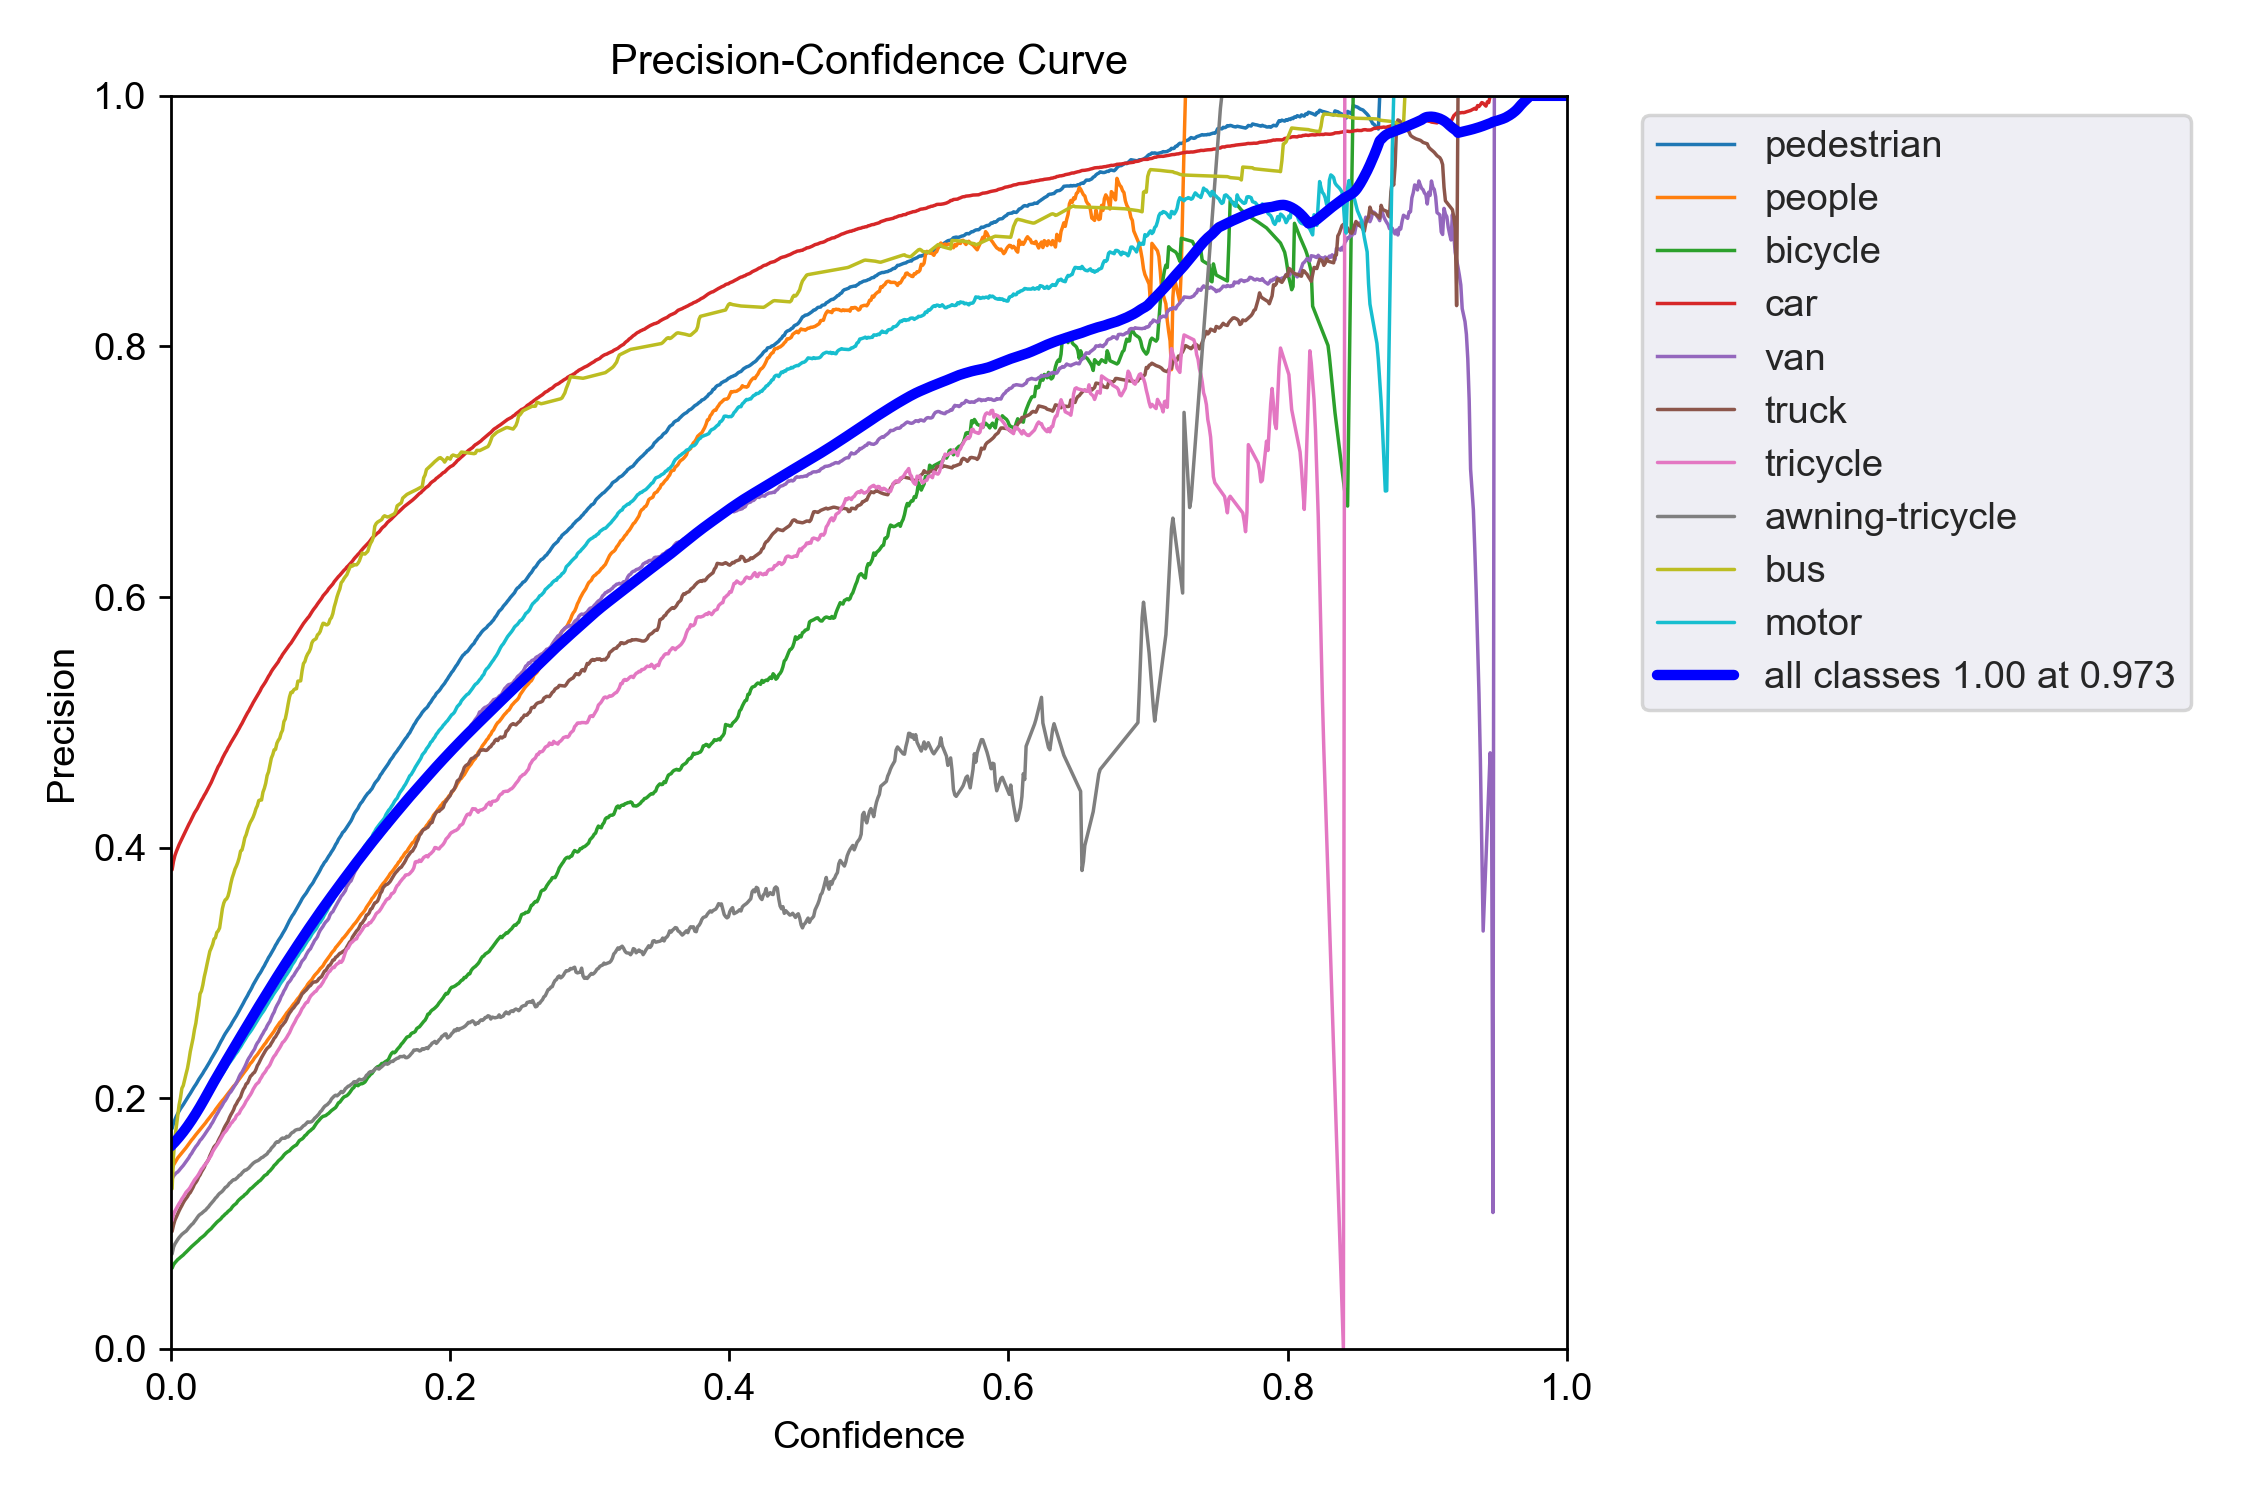 Precision-Confidence Curve
1.0
0.8
0.6
0.4
0.2
0.0
Precision
0.0 0.2 0.4 0.6 0.8 1.0
Confidence
pedestrian
people
bicycle
car
van
truck
tricycle
awning-tricycle
bus
motor
all classes 1.00 at 0.973